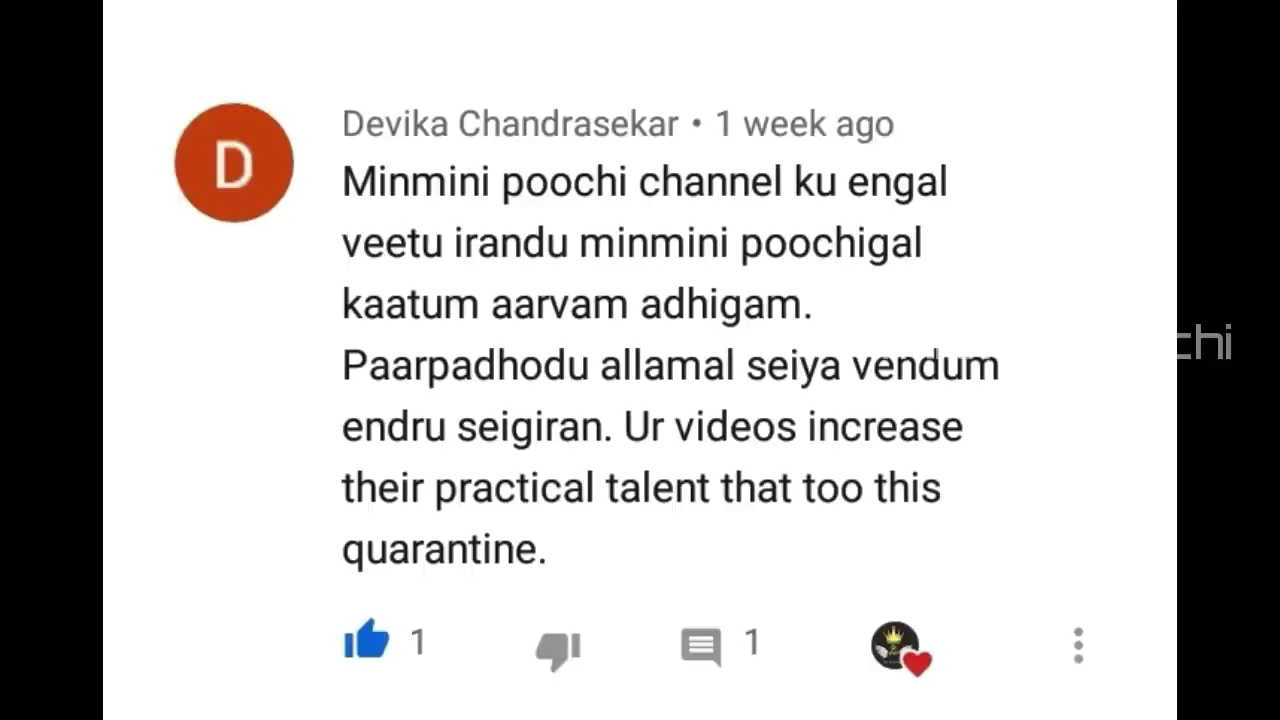 Devika Chandrasekar • 1 week ago
D
Minmini poochi channel ku engal
veetu irandu minmini poochigal
kaatum aarvam adhigam.
Paarpadhodu allamal seiya vendum
endru seigiran. Ur videos increase
their practical talent that too this
quarantine.
chi
1
1